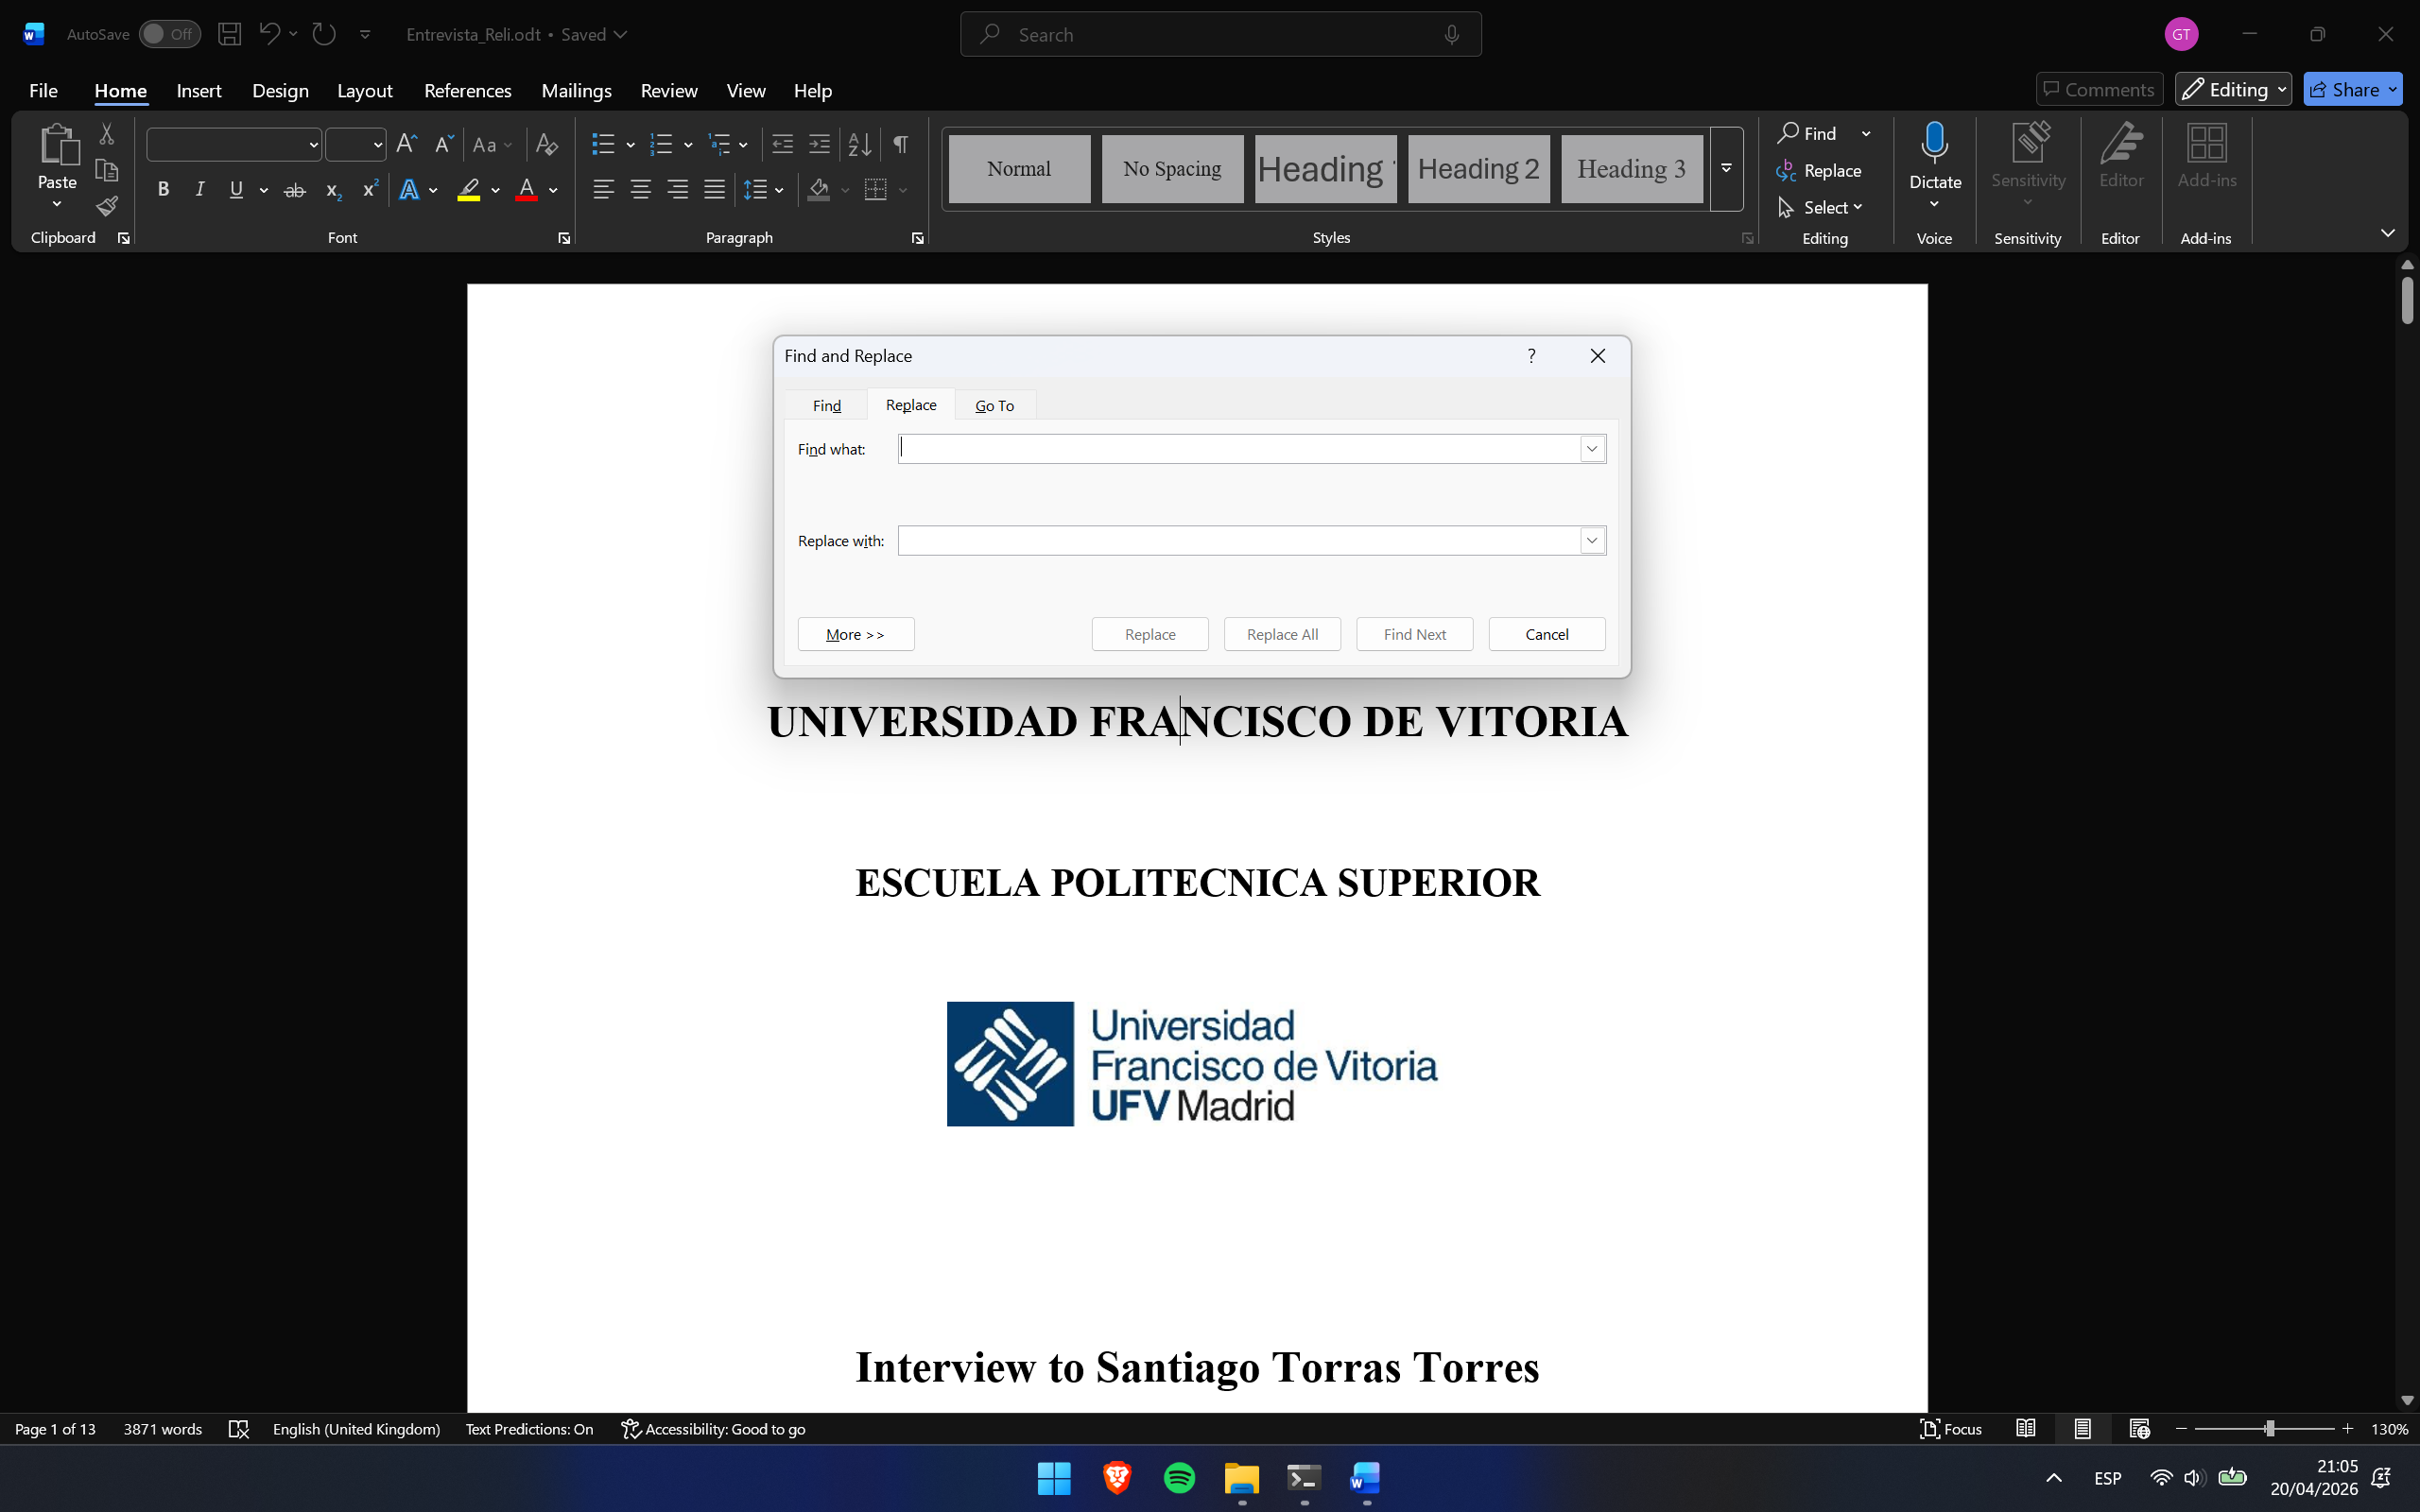 AutoSave Off Entrevista_Reli.odt • Saved Search GT
File Home Insert Design Layout References Mailings Review View Help Comments Editing Share
Paste Aa Normal No Spacing Heading Heading 2 Heading 3 Find Replace Select Dictate Sensitivity Editor Add-ins
Clipboard Font Paragraph Styles Editing Voice Sensitivity Editor Add-ins
Find and Replace
Find Replace Go To
Find what:
Replace with:
More >> Replace Replace All Find Next Cancel
UNIVERSIDAD FRANCISCO DE VITORIA
ESCUELA POLITECNICA SUPERIOR
Universidad
Francisco de Vitoria
UFV Madrid
Interview to Santiago Torras Torres
Page 1 of 13 3871 words English (United Kingdom) Text Predictions: On Accessibility: Good to go Focus 130%
ESP 21:05
20/04/2026